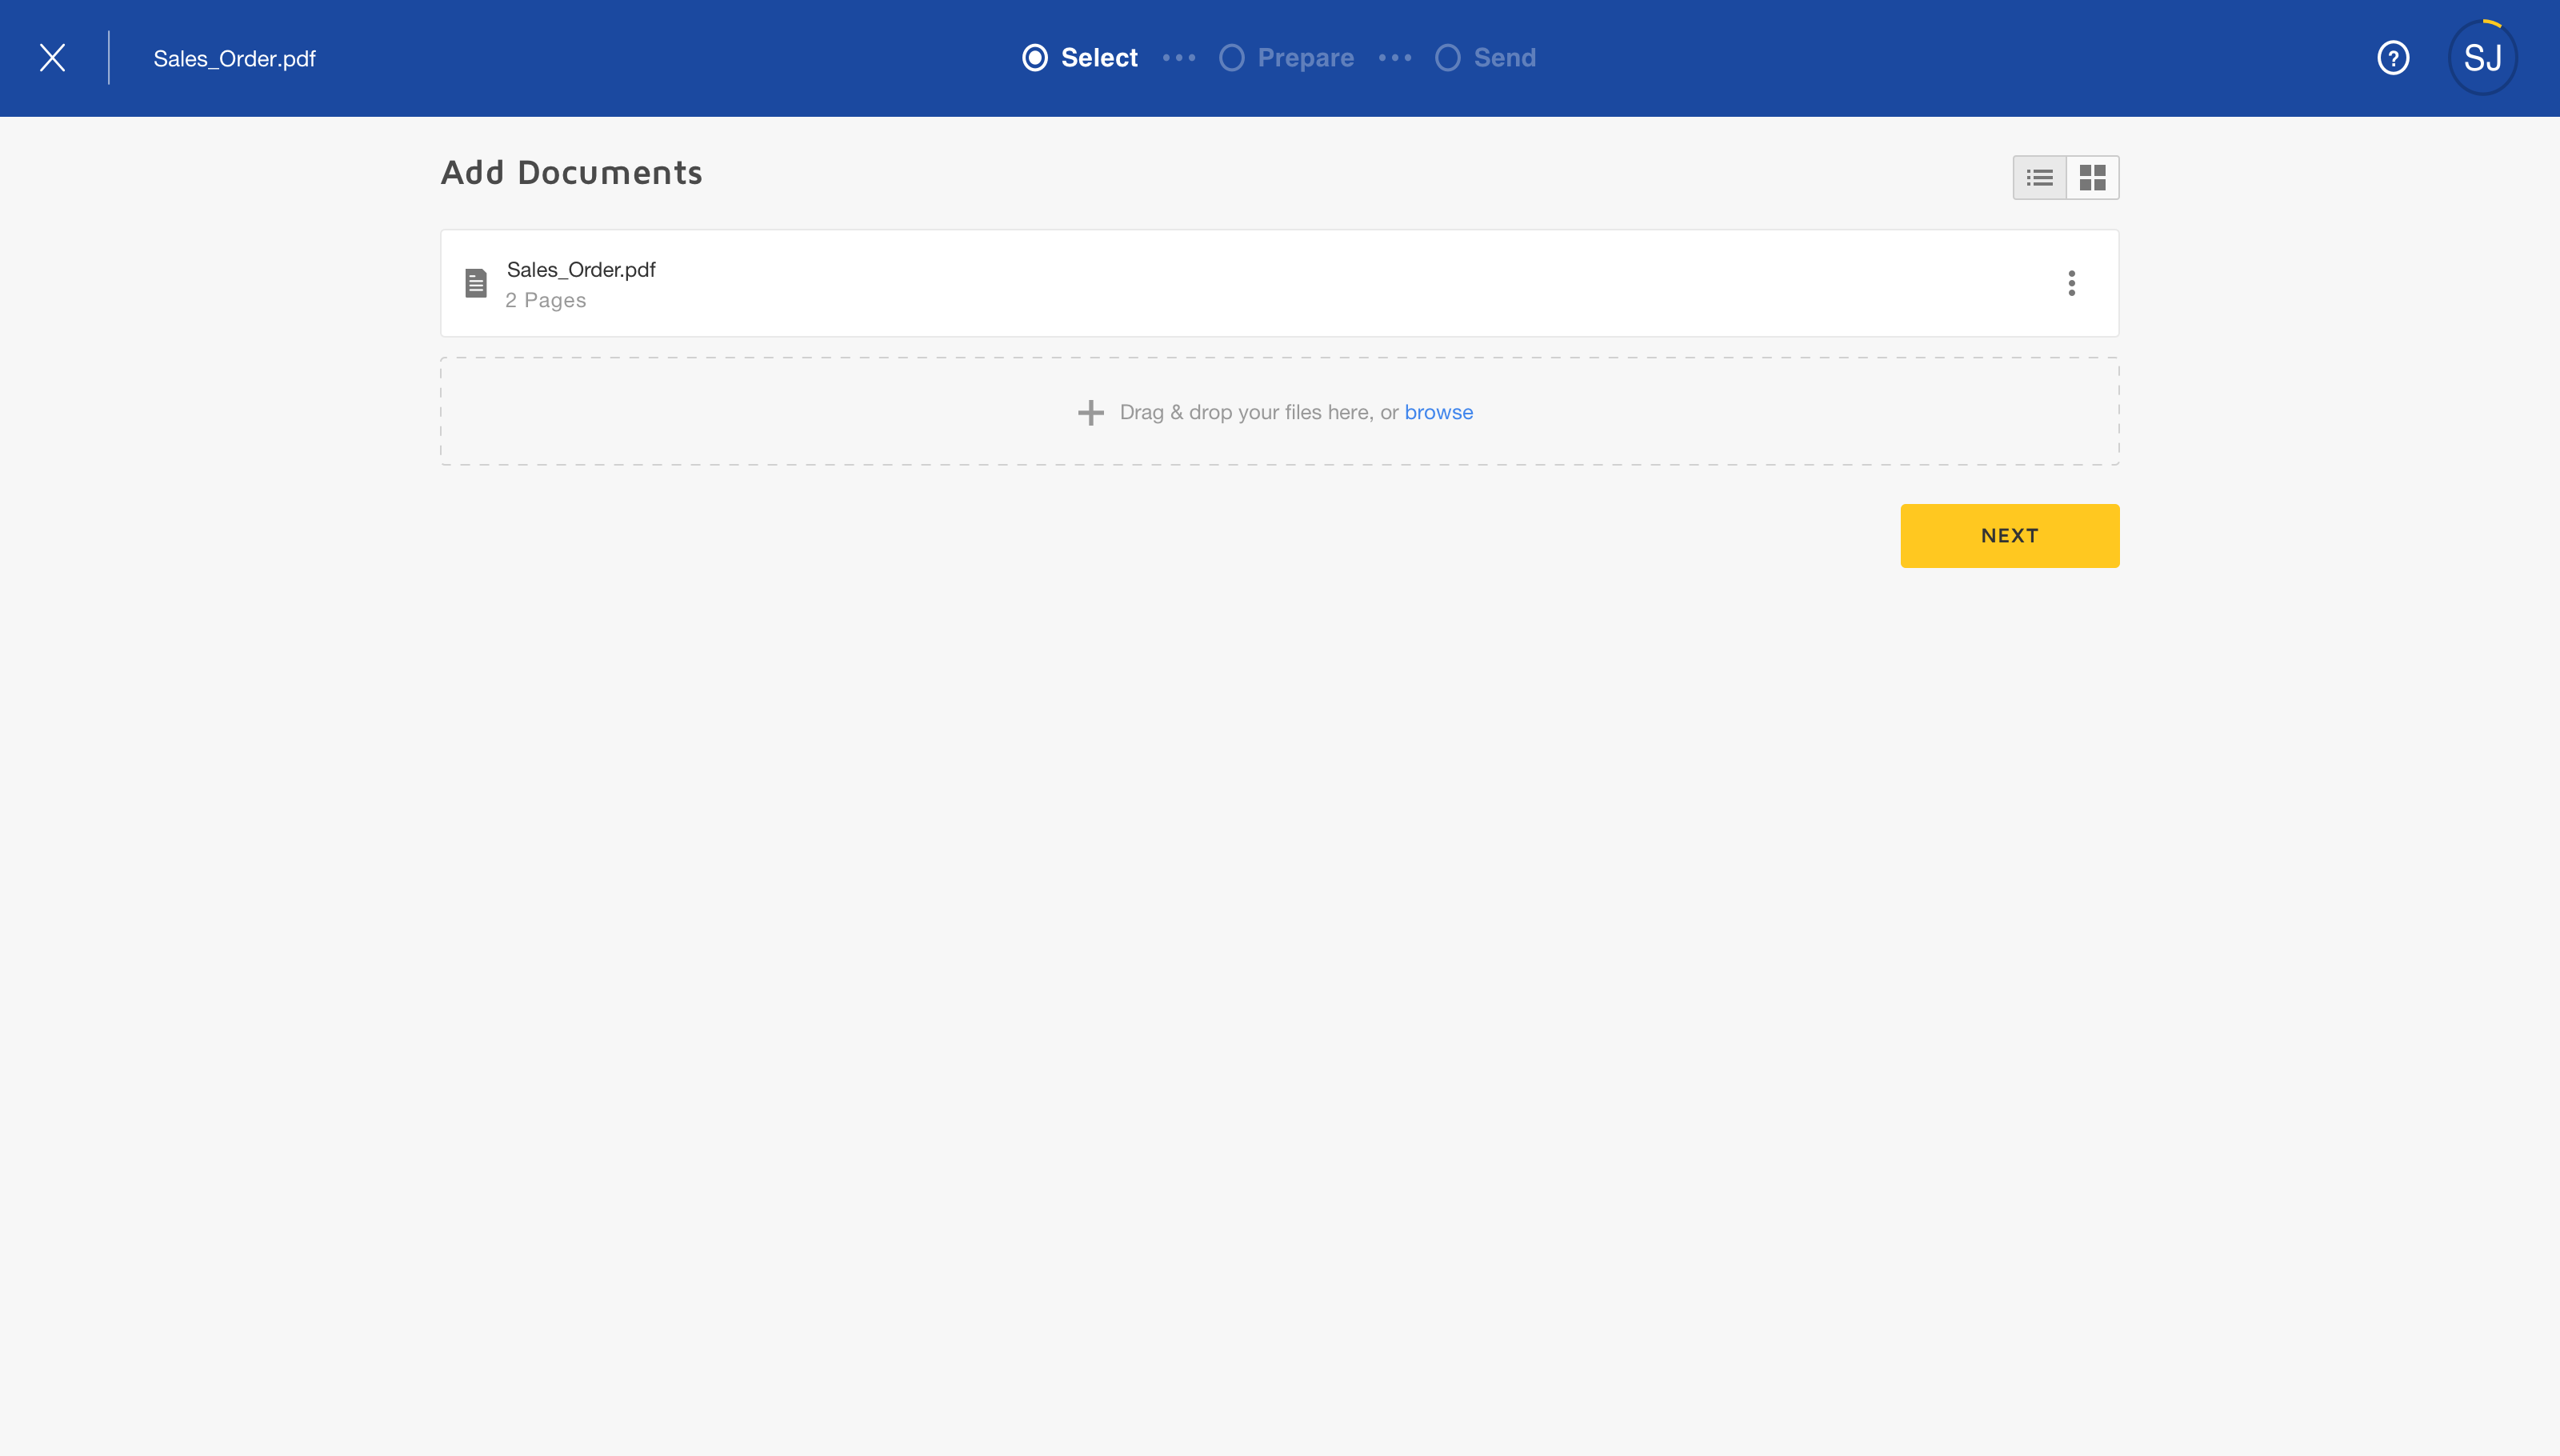 Sales_Order.pdf
Select
Prepare
Send
?
SJ
Add Documents
Sales_Order.pdf
2 Pages
Drag & drop your files here, or browse
NEXT